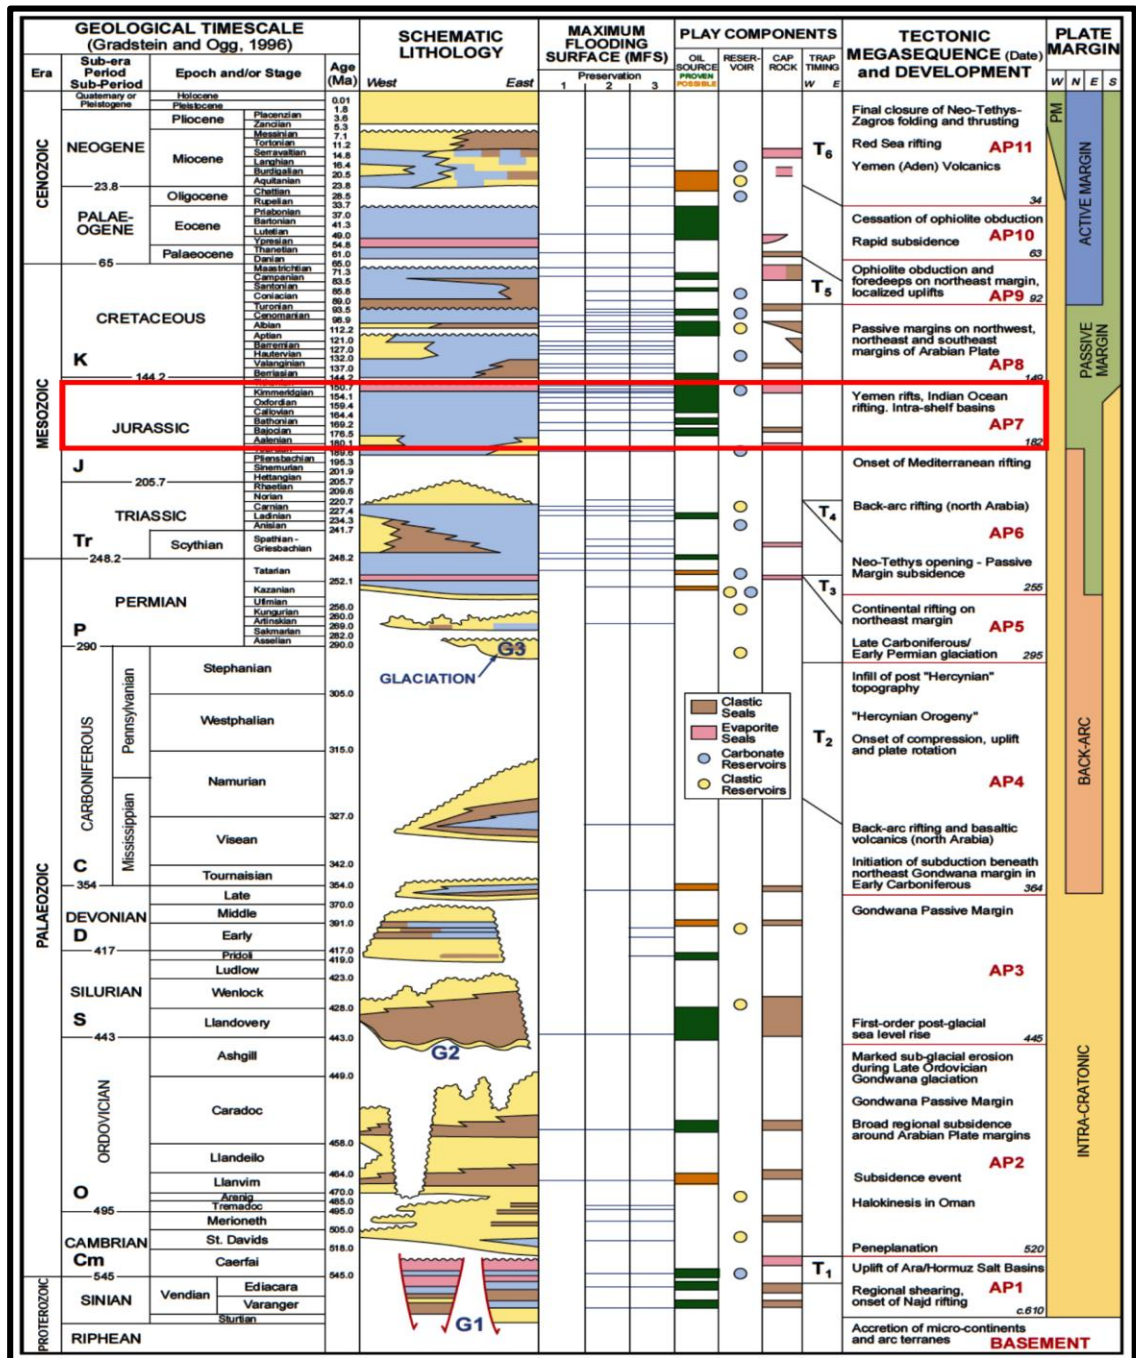 GEOLOGICAL TIMESCALE
(Gradstein and Ogg, 1996)
Era
Sub-era
Period
Sub-Period
Epoch and/or Stage
Age
(Ma)
SCHEMATIC
LITHOLOGY
West
East
MAXIMUM
FLOODING
SURFACE (MFS)
Preservation
1 2 3
PLAY COMPONENTS
OIL
SOURCE
PROVEN
POSSIBLE
RESER-
VOIR
CAP
ROCK
TRAP
TIMING
W E
TECTONIC
MEGASEQUENCE (Date)
and DEVELOPMENT
PLATE
MARGIN
W N E S
CENOZOIC
MESOZOIC
PALAEOZOIC
PROTEROZOIC
Quaternary or
Pleistogene
NEOGENE
23.8
PALAE-
OGENE
65
CRETACEOUS
K
144.2
JURASSIC
J
205.7
TRIASSIC
Tr
248.2
PERMIAN
P
290
CARBONIFEROUS
C
Pennsylvanian
Mississippian
354
DEVONIAN
D
417
SILURIAN
S
443
ORDOVICIAN
O
495
CAMBRIAN
Cm
545
SINIAN
RIPHEAN
Holocene
Pleistocene
Pliocene
Miocene
Oligocene
Eocene
Palaeocene
Placenzian
Zanclian
Messinian
Tortonian
Serravaltian
Langhian
Burdigalian
Aquitanian
Chattian
Rupelian
Priabonian
Bartonian
Lutetian
Ypresian
Thanetian
Danian
Maastrichtian
Campanian
Santonian
Coniacian
Turonian
Cenomanian
Albian
Aptian
Barremian
Hautervian
Valanginian
Berriasian
Kimmeridgian
Oxfordian
Callovian
Bathonian
Bajocian
Aalenian
Pliensbachian
Sinemurian
Hettangian
Rhaetian
Norian
Carnian
Ladinian
Anisian
Scythian
Spathian -
Griesbachian
Tatarian
Kazanian
Ufimian
Kungurian
Artinskian
Sakmarian
Asselian
Stephanian
Westphalian
Namurian
Visean
Tournaisian
Late
Middle
Early
Pridoli
Ludlow
Wenlock
Llandovery
Ashgill
Caradoc
Llandeilo
Llanvirn
Arenig
Tremadoc
Merioneth
St. Davids
Caerfai
Vendian
Ediacara
Varanger
Sturtian
0.01
1.8
3.6
5.3
7.1
11.2
14.8
16.4
20.5
23.8
28.5
33.7
37.0
41.3
49.0
54.8
61.0
65.0
71.3
83.5
85.8
89.0
93.5
98.9
112.2
121.0
127.0
132.0
137.0
144.2
150.7
154.1
159.4
164.4
169.2
176.5
180.1
189.6
195.3
201.9
205.7
209.6
220.7
227.4
234.3
241.7
248.2
252.1
256.0
260.0
269.0
282.0
290.0
305.0
315.0
327.0
342.0
364.0
370.0
391.0
417.0
419.0
423.0
428.0
443.0
449.0
458.0
464.0
470.0
485.0
495.0
505.0
518.0
545.0
G3
GLACIATION
G2
G1
Clastic
Seals
Evaporite
Seals
Carbonate
Reservoirs
Clastic
Reservoirs
T6
T5
T4
T3
T2
T1
Final closure of Neo-Tethys-
Zagros folding and thrusting
Red Sea rifting
AP11
Yemen (Aden) Volcanics
34
Cessation of ophiolite obduction
Rapid subsidence AP10
63
Ophiolite obduction and
foredeeps on northeast margin,
localized uplifts AP9 92
Passive margins on northwest,
northeast and southeast
margins of Arabian Plate
AP8
149
Yemen rifts, Indian Ocean
rifting. Intra-shelf basins
AP7
182
Onset of Mediterranean rifting
Back-arc rifting (north Arabia)
AP6
Neo-Tethys opening - Passive
Margin subsidence 255
Continental rifting on
northeast margin AP5
Late Carboniferous/
Early Permian glaciation 295
Infill of post "Hercynian"
topography
"Hercynian Orogeny"
Onset of compression, uplift
and plate rotation
AP4
Back-arc rifting and basaltic
volcanics (north Arabia)
Initiation of subduction beneath
northeast Gondwana margin in
Early Carboniferous 364
Gondwana Passive Margin
AP3
First-order post-glacial
sea level rise 445
Marked sub-glacial erosion
during Late Ordovician
Gondwana glaciation
Gondwana Passive Margin
Broad regional subsidence
around Arabian Plate margins
AP2
Subsidence event
Halokinesis in Oman
Peneplanation 520
Uplift of Ara/Hormuz Salt Basins
Regional shearing, AP1
onset of Najd rifting
c.610
Accretion of micro-continents
and arc terranes BASEMENT
PM
ACTIVE MARGIN
PASSIVE
MARGIN
BACK-ARC
INTRA-CRATONIC